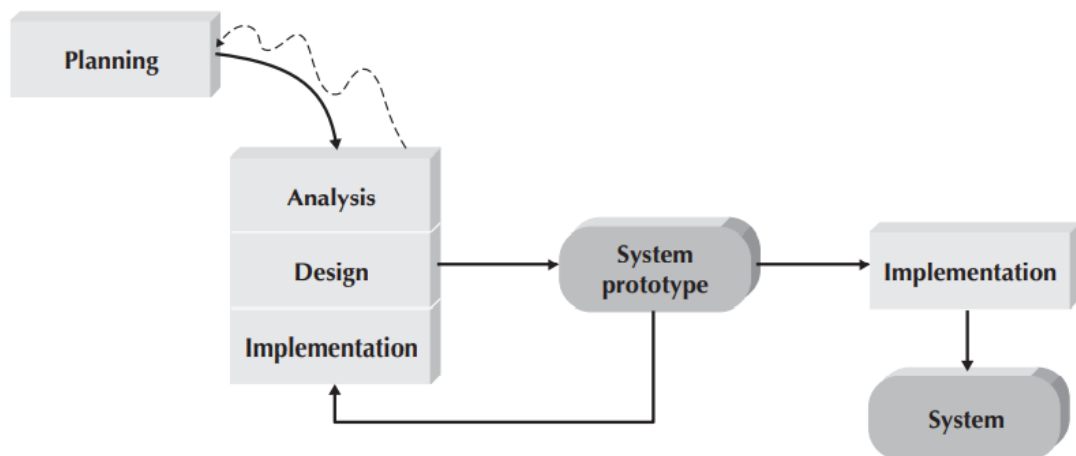 Planning
Analysis
Design
Implementation
System
prototype
Implementation
System